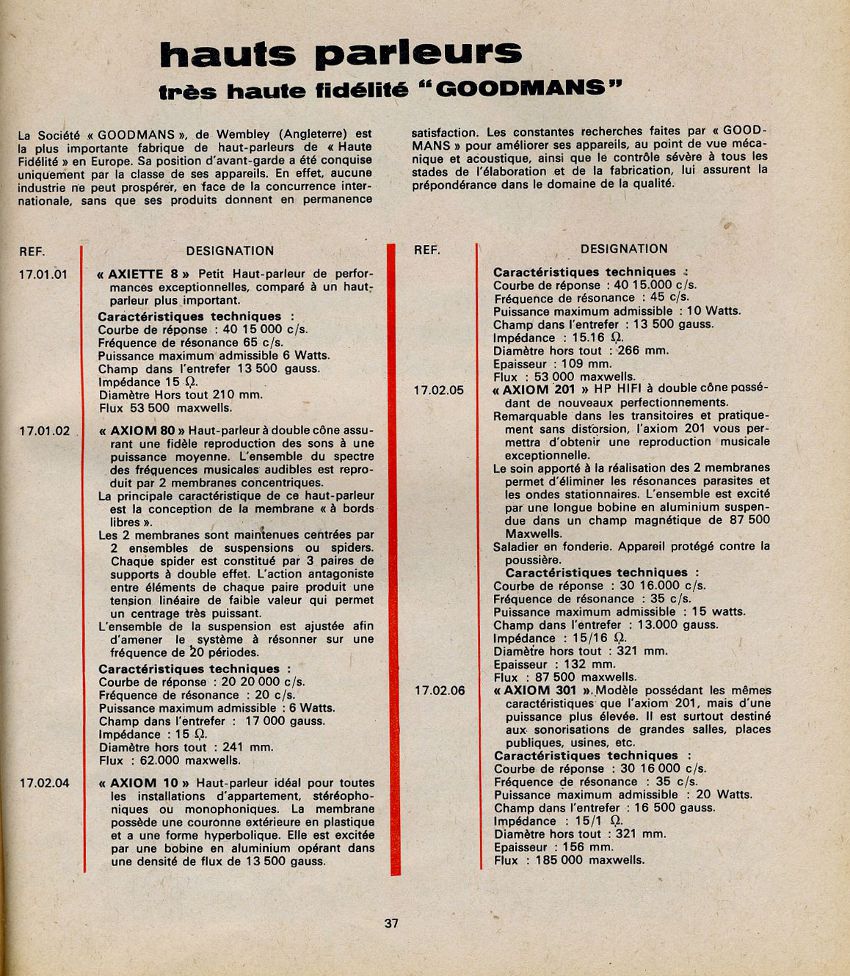 hauts parleurs
très haute fidélité "GOODMANS"
La Société « GOODMANS », de Wembley (Angleterre) est
la plus importante fabrique de haut-parleurs de « Haute
Fidélité » en Europe. Sa position d'avant-garde a été conquise
uniquement par la classe de ses appareils. En effet, aucune
industrie ne peut prospérer, en face de la concurrence inter-
nationale, sans que ses produits donnent en permanence
satisfaction. Les constantes recherches faites par « GOOD-
MANS » pour améliorer ses appareils, au point de vue méca-
nique et acoustique, ainsi que le contrôle sévère à tous les
stades de l'élaboration et de la fabrication, lui assurent la
prépondérance dans le domaine de la qualité.
REF. DESIGNATION
17.01.01 « AXIETTE 8 » Petit Haut-parleur de perfor-
mances exceptionnelles, comparé à un haut-
parleur plus important.
Caractéristiques techniques :
Courbe de réponse : 40 15 000 c/s.
Fréquence de résonance 65 c/s.
Puissance maximum admissible 6 Watts.
Champ dans l'entrefer 13 500 gauss.
Impédance 15 Ω.
Diamètre Hors tout 210 mm.
Flux 53 500 maxwells.
17.01.02 « AXIOM 80 » Haut-parleur à double cône assu-
rant une fidèle reproduction des sons à une
puissance moyenne. L'ensemble du spectre
des fréquences musicales audibles est repro-
duit par 2 membranes concentriques.
La principale caractéristique de ce haut-parleur
est la conception de la membrane « à bords
libres ».
Les 2 membranes sont maintenues centrées par
2 ensembles de suspensions ou spiders.
Chaque spider est constitué par 3 paires de
supports à double effet. L'action antagoniste
entre éléments de chaque paire produit une
tension linéaire de faible valeur qui permet
un centrage très puissant.
L'ensemble de la suspension est ajustée afin
d'amener le système à résonner sur une
fréquence de 20 périodes.
Caractéristiques techniques :
Courbe de réponse : 20 20 000 c/s.
Fréquence de résonance : 20 c/s.
Puissance maximum admissible : 6 Watts.
Champ dans l'entrefer : 17 000 gauss.
Impédance : 15 Ω.
Diamètre hors tout : 241 mm.
Flux : 62.000 maxwells.
17.02.04 « AXIOM 10 » Haut-parleur idéal pour toutes
les installations d'appartement, stéréopho-
niques ou monophoniques. La membrane
possède une couronne extérieure en plastique
et a une forme hyperbolique. Elle est excitée
par une bobine en aluminium opérant dans
une densité de flux de 13 500 gauss.
REF. DESIGNATION
Caractéristiques techniques :
Courbe de réponse : 40 15.000 c/s.
Fréquence de résonance : 45 c/s.
Puissance maximum admissible : 10 Watts.
Champ dans l'entrefer : 13 500 gauss.
Impédance : 15.16 Ω.
Diamètre hors tout : 266 mm.
Epaisseur : 109 mm.
Flux : 53 000 maxwells.
17.02.05 « AXIOM 201 » HP HIFI à double cône possé-
dant de nouveaux perfectionnements.
Remarquable dans les transitoires et pratique-
ment sans distorsion, l'axiom 201 vous per-
mettra d'obtenir une reproduction musicale
exceptionnelle.
Le soin apporté à la réalisation des 2 membranes
permet d'éliminer les résonances parasites et
les ondes stationnaires. L'ensemble est excité
par une longue bobine en aluminium suspen-
due dans un champ magnétique de 87 500
Maxwells.
Saladier en fonderie. Appareil protégé contre la
poussière.
Caractéristiques techniques :
Courbe de réponse : 30 16.000 c/s.
Fréquence de résonance : 35 c/s.
Puissance maximum admissible : 15 watts.
Champ dans l'entrefer : 13.000 gauss.
Impédance : 15/16 Ω.
Diamètre hors tout : 321 mm.
Epaisseur : 132 mm.
Flux : 87 500 maxwells.
17.02.06 « AXIOM 301 ». Modèle possédant les mêmes
caractéristiques que l'axiom 201, mais d'une
puissance plus élevée. Il est surtout destiné
aux sonorisations de grandes salles, places
publiques, usines, etc.
Caractéristiques techniques :
Courbe de réponse : 30 16 000 c/s.
Fréquence de résonance : 35 c/s.
Puissance maximum admissible : 20 Watts.
Champ dans l'entrefer : 16 500 gauss.
Impédance : 15/1 Ω.
Diamètre hors tout : 321 mm.
Epaisseur : 156 mm.
Flux : 185 000 maxwells.
37